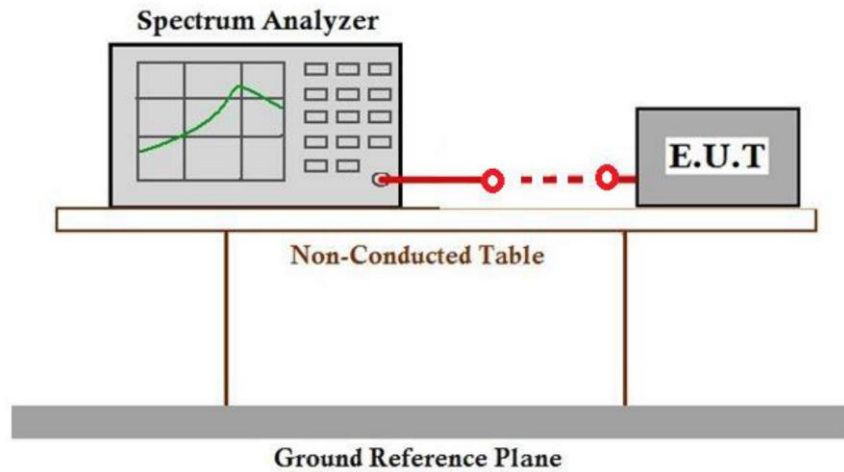 Spectrum Analyzer
E.U.T
Non-Conducted Table
Ground Reference Plane